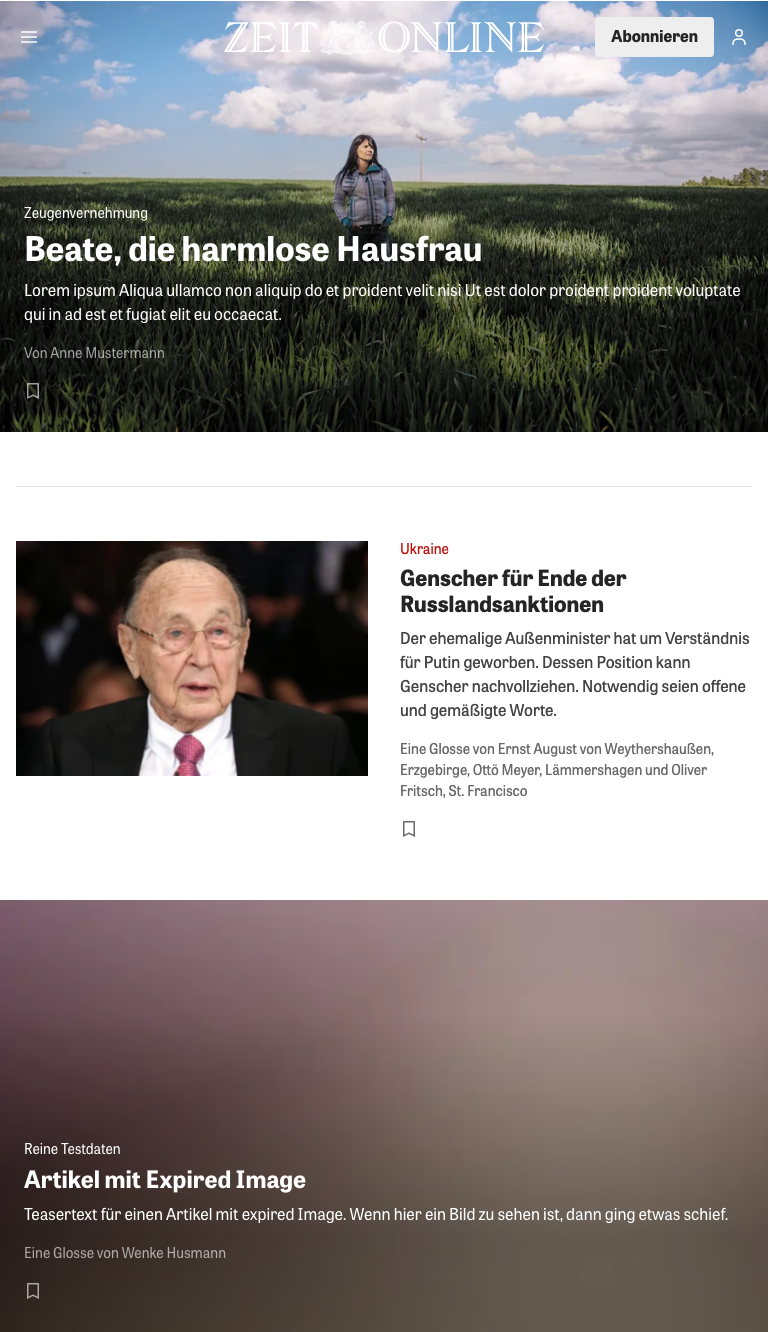 ZEIT ONLINE
Abonnieren
Zeugenvernehmung
Beate, die harmlose Hausfrau
Lorem ipsum Aliqua ullamco non aliquip do et proident velit nisi Ut est dolor proident proident voluptate
qui in ad est et fugiat elit eu occaecat.
Von Anne Mustermann
Ukraine
Genscher für Ende der
Russlandsanktionen
Der ehemalige Außenminister hat um Verständnis
für Putin geworben. Dessen Position kann
Genscher nachvollziehen. Notwendig seien offene
und gemäßigte Worte.
Eine Glosse von Ernst August von Weythershaußen,
Erzgebirge, Ottö Meyer, Lämmershagen und Oliver
Fritsch, St. Francisco
Reine Testdaten
Artikel mit Expired Image
Teasertext für einen Artikel mit expired Image. Wenn hier ein Bild zu sehen ist, dann ging etwas schief.
Eine Glosse von Wenke Husmann